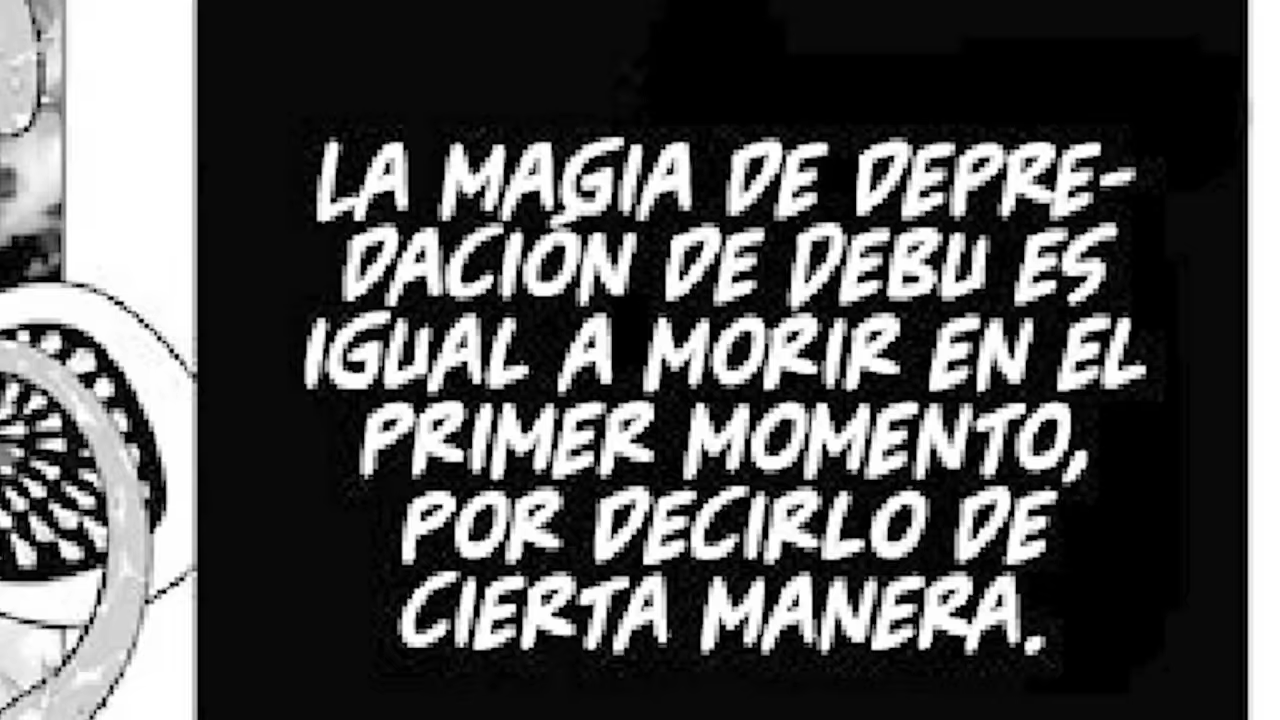 LA MAGIA DE DEPRE-
DACIÓN DE DEBU ES
IGUAL A MORIR EN EL
PRIMER MOMENTO,
POR DECIRLO DE
CIERTA MANERA.